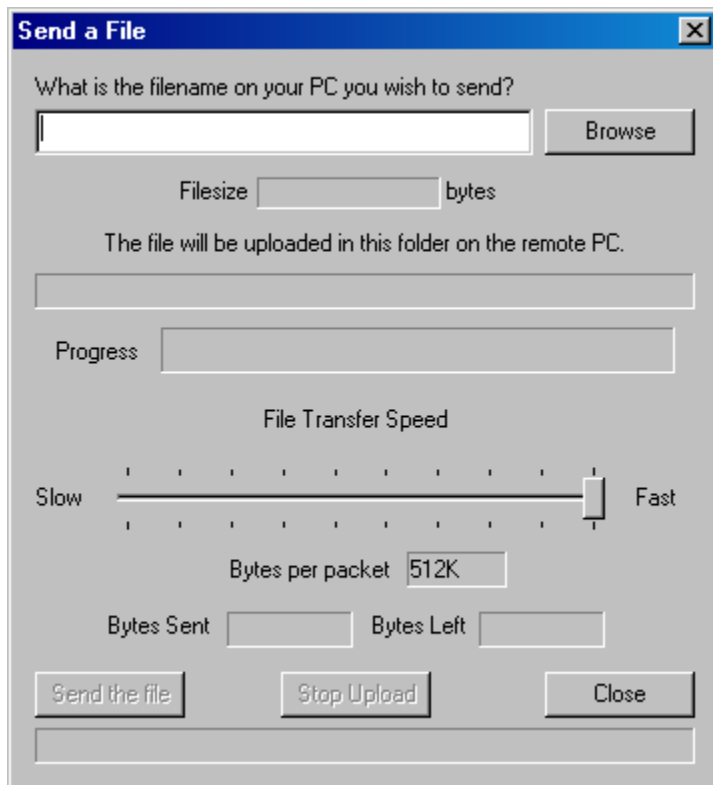 Send a File
What is the filename on your PC you wish to send?
Browse
Filesize bytes
The file will be uploaded in this folder on the remote PC.
Progress
File Transfer Speed
Slow Fast
Bytes per packet 512K
Bytes Sent Bytes Left
Send the file Stop Upload Close